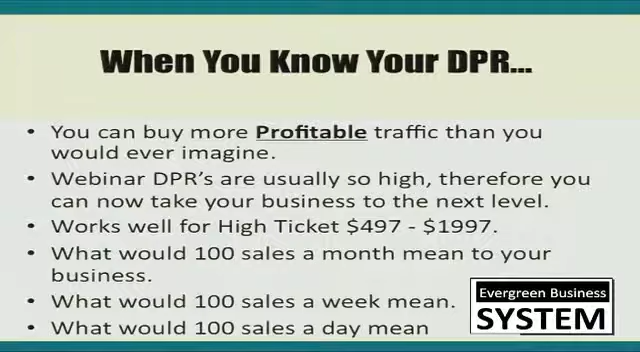 When You Know Your DPR...
• You can buy more Profitable traffic than you
would ever imagine.
• Webinar DPR's are usually so high, therefore you
can now take your business to the next level.
• Works well for High Ticket $497 - $1997.
• What would 100 sales a month mean to your
business.
• What would 100 sales a week mean.
• What would 100 sales a day mean
Evergreen Business
SYSTEM